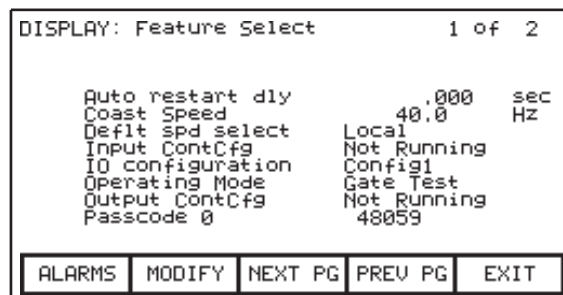 DISPLAY: Feature Select 1 of 2
Auto restart dly .000 sec
Coast Speed 40.0 Hz
Deflt spd select Local
Input ContCfg Not Running
IO configuration Config1
Operating Mode Gate Test
Output ContCfg Not Running
Passcode 0 48059
ALARMS MODIFY NEXT PG PREV PG EXIT